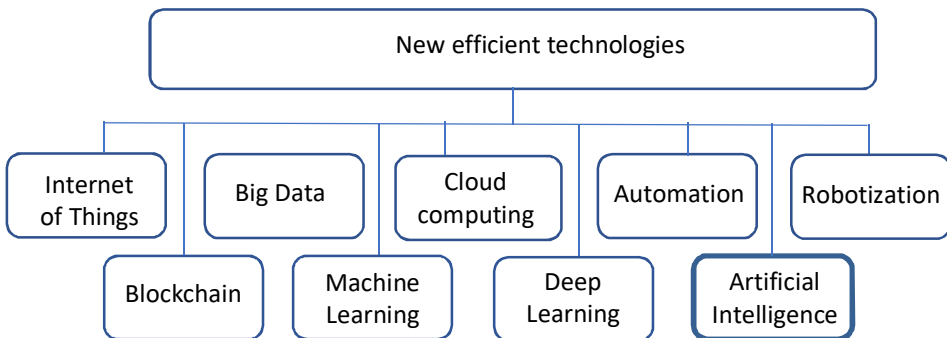 New efficient technologies
Internet
of Things
Big Data
Cloud
computing
Automation
Robotization
Blockchain
Machine
Learning
Deep
Learning
Artificial
Intelligence